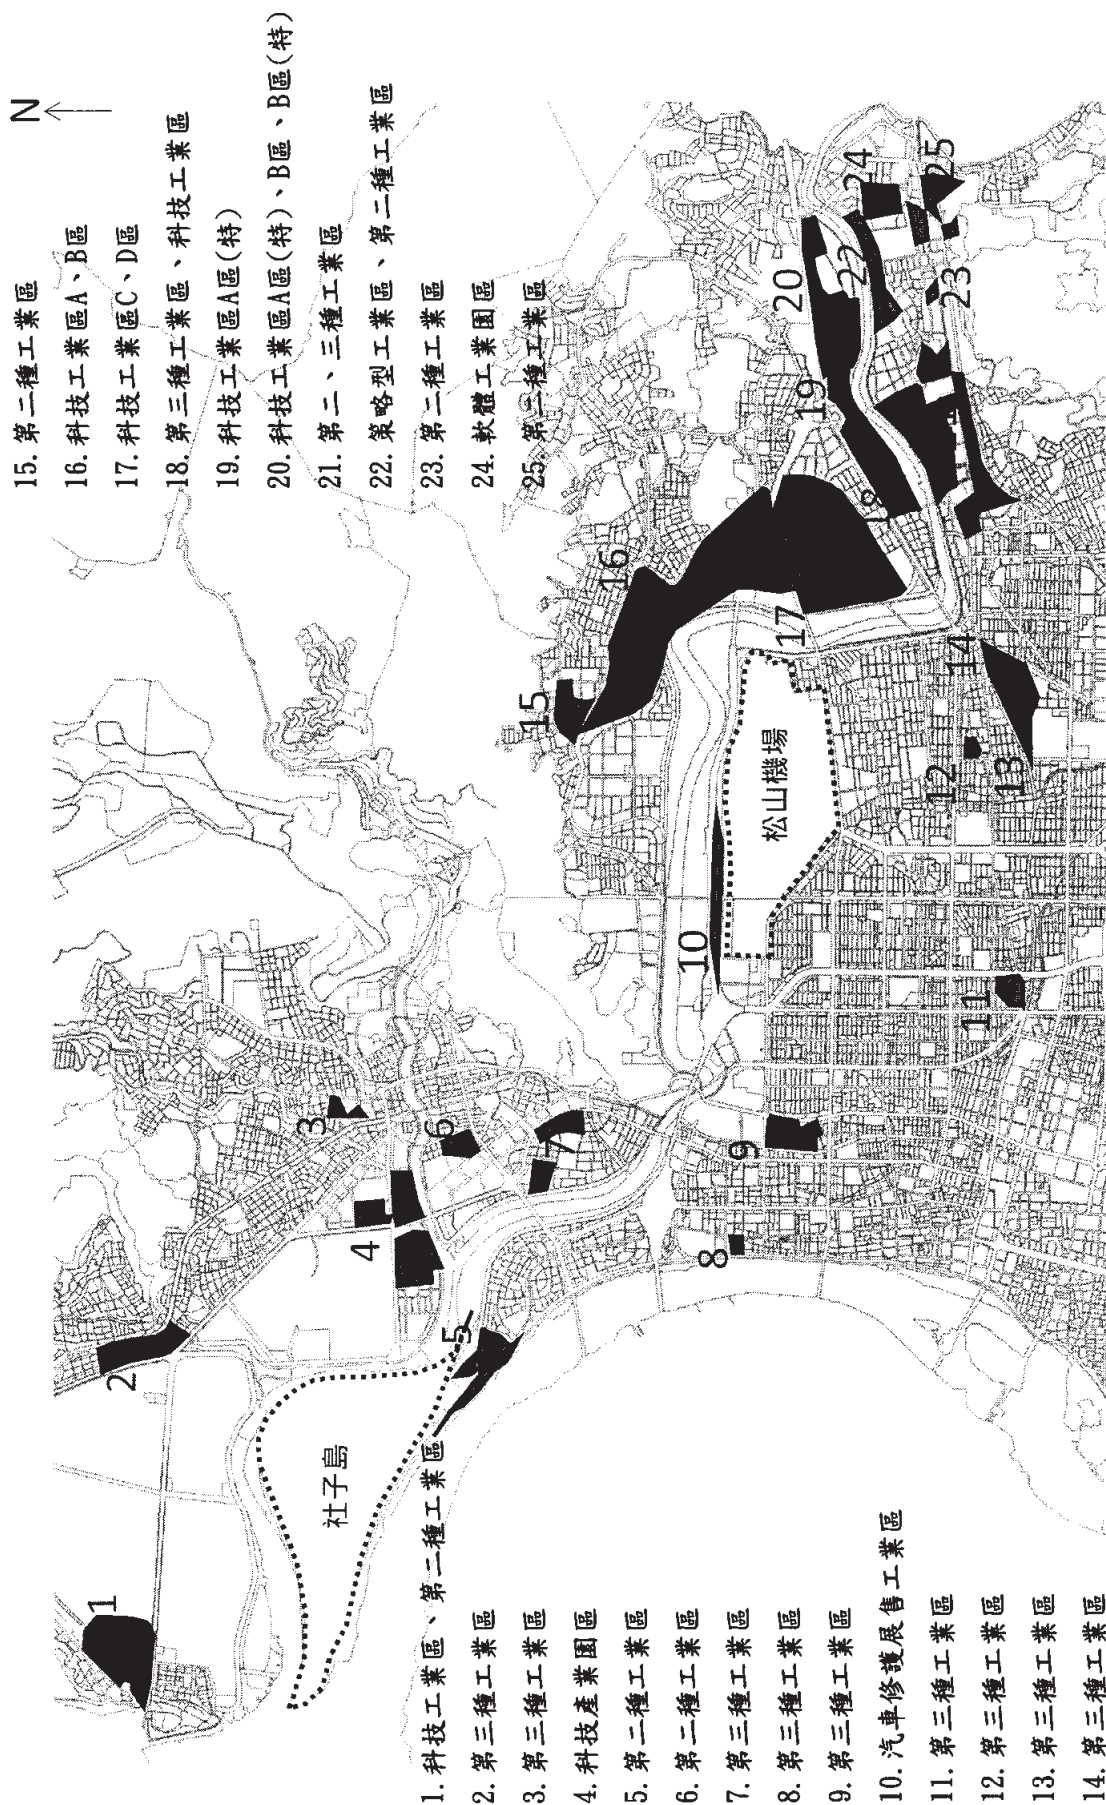 N
15. 第二種工業區
16. 科技工業區A、B區
17. 科技工業區C、D區
18. 第三種工業區、科技工業區
19. 科技工業區A區(特)
20. 科技工業區A區(特)、B區、B區(特)
21. 第二、三種工業區
22. 策略型工業區、第二種工業區
23. 第二種工業區
24. 軟體工業園區
25. 第二種工業區
1. 科技工業區、第二種工業區
2. 第三種工業區
3. 第三種工業區
4. 科技產業園區
5. 第二種工業區
6. 第二種工業區
7. 第三種工業區
8. 第三種工業區
9. 第三種工業區
10. 汽車修護展售工業區
11. 第三種工業區
12. 第三種工業區
13. 第三種工業區
14. 第三種工業區
1
2
3
4
5
6
7
8
9
10
11
12
13
14
15
16
17
18
19
20
22
23
24
25
社子島
松山機場